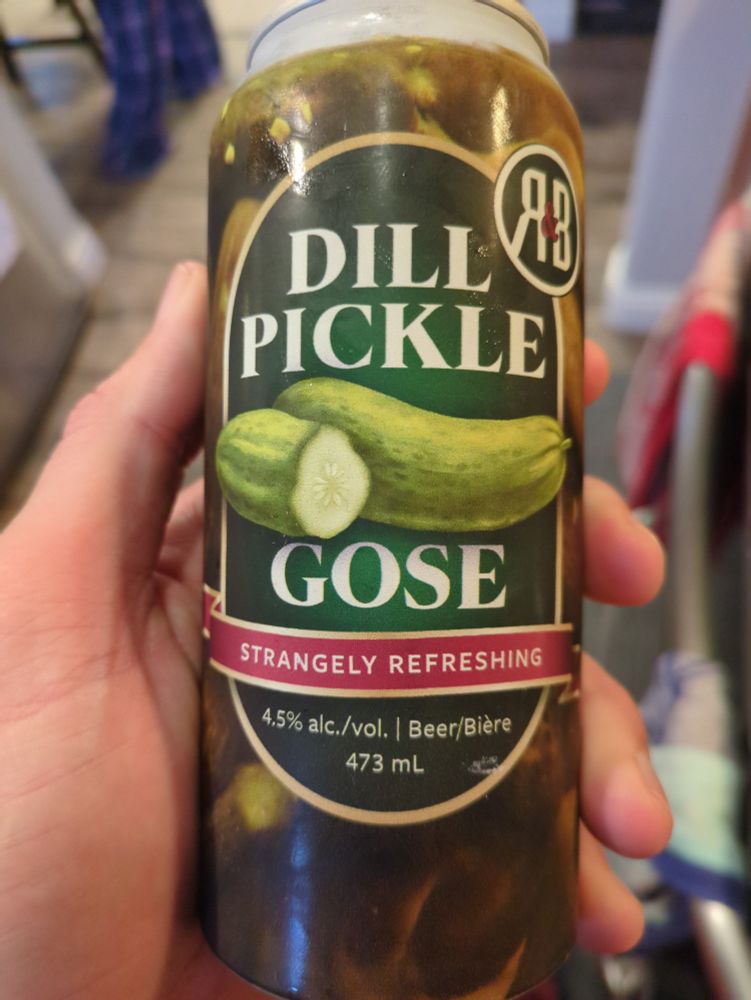 R&B
DILL
PICKLE
GOSE
STRANGELY REFRESHING
4.5% alc./vol. | Beer/Bière
473 mL